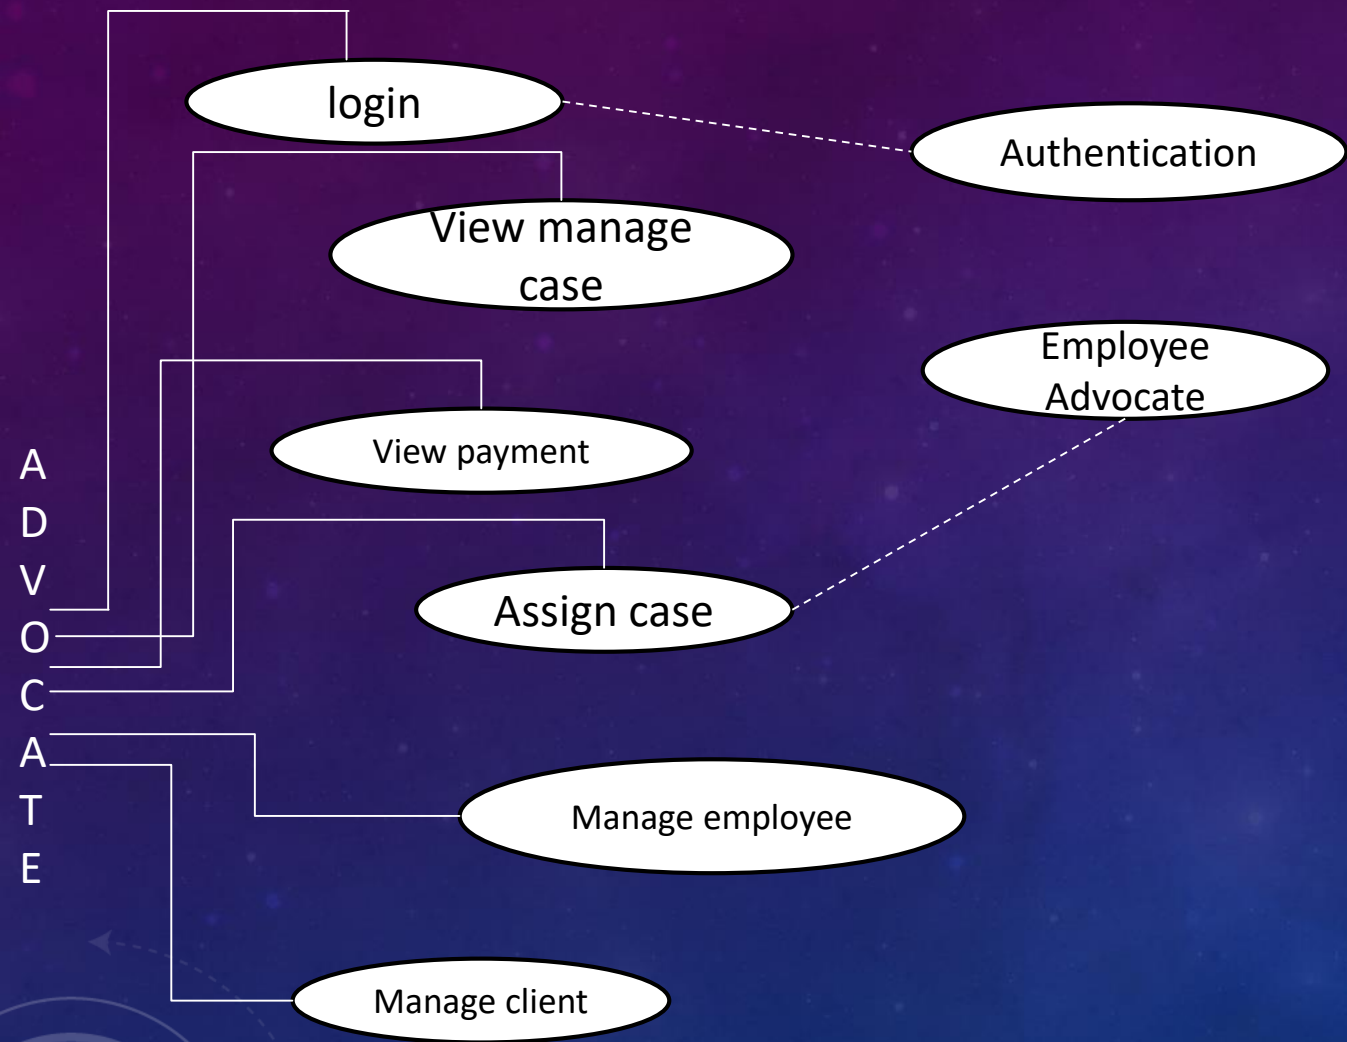 login
Authentication
View manage
case
Employee
Advocate
View payment
A
D
V
O
C
A
T
E
Assign case
Manage employee
Manage client